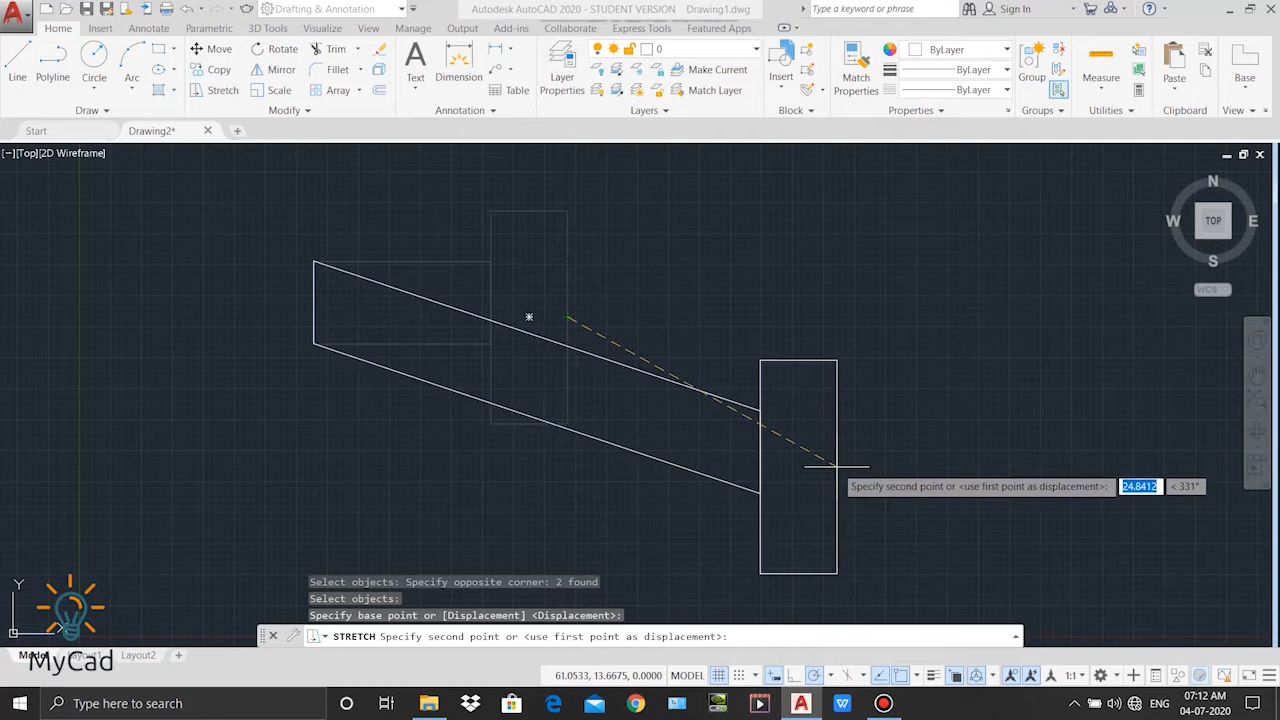 Drafting & Annotation
Autodesk AutoCAD 2020 - STUDENT VERSION Drawing1.dwg
Type a keyword or phrase
Sign In
Home Insert Annotate Parametric 3D Tools Visualize View Manage Output Add-ins Collaborate Express Tools Featured Apps
Line
Polyline
Circle
Arc
Move
Rotate
Trim
Copy
Mirror
Fillet
Stretch
Scale
Array
Text
Dimension
Table
Layer
Properties
0
Make Current
Match Layer
Insert
Match
Properties
ByLayer
ByLayer
ByLayer
Group
Measure
Paste
Base
Draw
Modify
Annotation
Layers
Block
Properties
Groups
Utilities
Clipboard
View
Start
Drawing2*
[−][Top][2D Wireframe]
N
W
TOP
E
S
WCS
Specify second point or <use first point as displacement>: 24.8412 < 331°
Select objects: Specify opposite corner: 2 found
Select objects:
Specify base point or [Displacement] <Displacement>:
Y
STRETCH Specify second point or <use first point as displacement>:
Layout2
MyCad
61.0533, 13.6675, 0.0000 MODEL
1:1
Type here to search
ENG
07:12 AM
04-07-2020